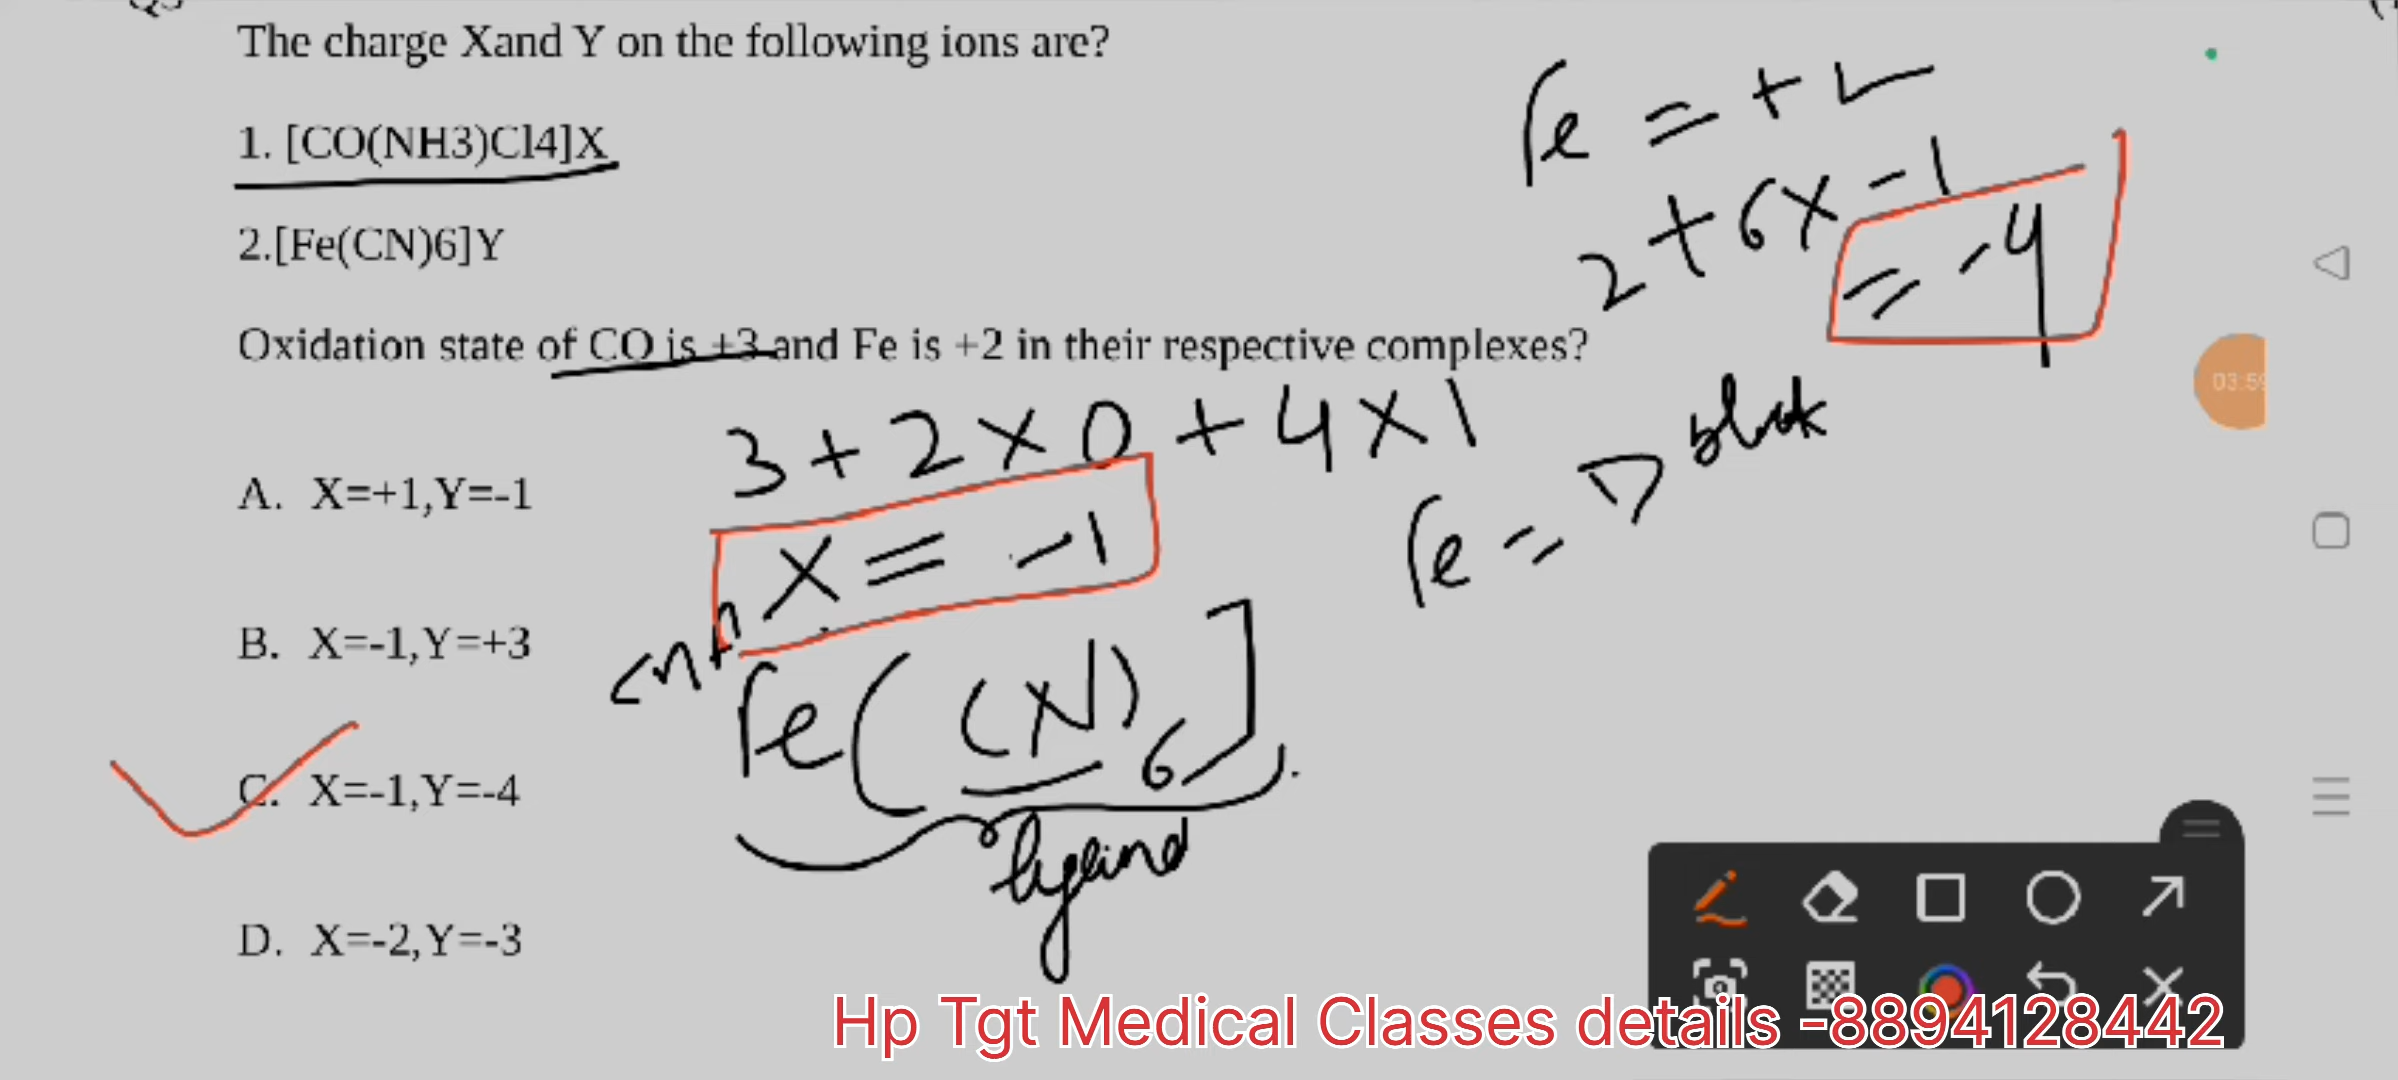 The charge Xand Y on the following ions are?
1. [CO(NH3)Cl4]X
2.[Fe(CN)6]Y
Oxidation state of CO is +3 and Fe is +2 in their respective complexes?
A. X=+1,Y=-1
B. X=-1,Y=+3
C. X=-1,Y=-4
D. X=-2,Y=-3
Fe = +2
2 + 6x -1
= -4
3 + 2 x 0 + 4 x 1
x = -1
Fe (CN)6]
ligand
Fe = D block
03:59
Hp Tgt Medical Classes details -8894128442